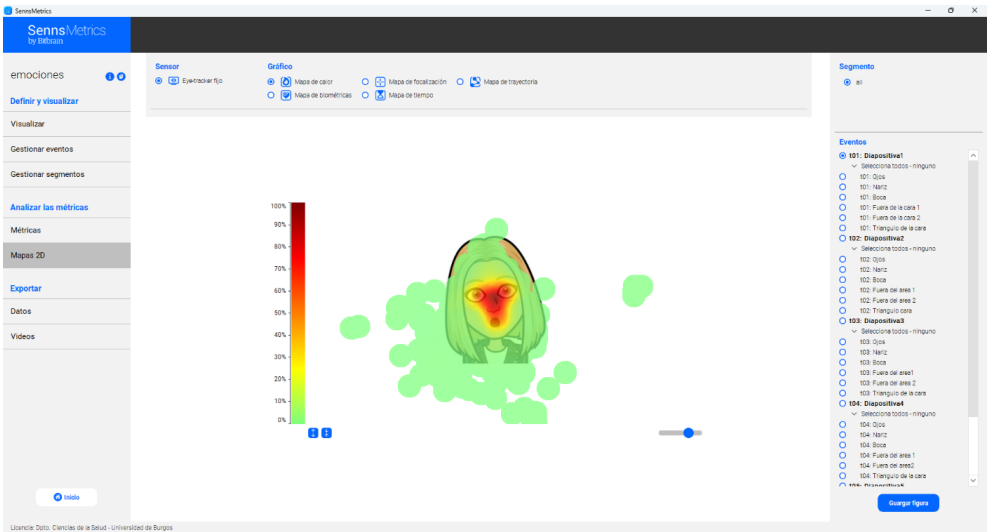 SennsMetrics
SennsMetrics
by Bitbrain
emociones
Definir y visualizar
Visualizar
Gestionar eventos
Gestionar segmentos
Analizar las métricas
Métricas
Mapas 2D
Exportar
Datos
Videos
Inicio
Licencia: Dpto. Ciencias de la Salud - Universidad de Burgos
Sensor
Eye-tracker fijo
Gráfico
Mapa de calor
Mapa de focalización
Mapa de trayectoria
Mapa de biométricas
Mapa de tiempo
100%
90%
80%
70%
60%
50%
40%
30%
20%
10%
0%
Segmento
all
Eventos
t01: Diapositiva1
Selecciona todos - ninguno
t01: Ojos
t01: Nariz
t01: Boca
t01: Fuera de la cara 1
t01: Fuera de la cara 2
t01: Triangulo de la cara
t02: Diapositiva2
Selecciona todos - ninguno
t02: Ojos
t02: Nariz
t02: Boca
t02: Fuera del area 1
t02: Fuera del area 2
t02: Triangulo cara
t03: Diapositiva3
Selecciona todos - ninguno
t03: Ojos
t03: Nariz
t03: Boca
t03: Fuera del area1
t03: Fuera del area 2
t03: Triangulo de la cara
t04: Diapositiva4
Selecciona todos - ninguno
t04: Ojos
t04: Nariz
t04: Boca
t04: Fuera del area 1
t04: Fuera del area2
t04: Triangulo de la cara
t05: Diapositiva5
Guargar figura